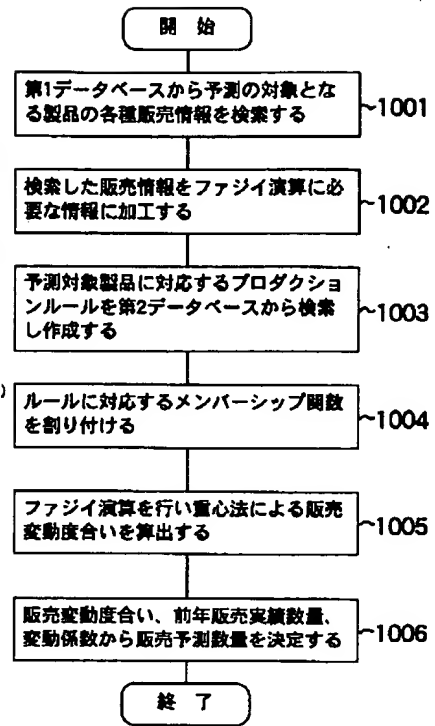 開 始
第1データベースから予測の対象とな
る製品の各種販売情報を検索する
~1001
検索した販売情報をファジイ演算に必
要な情報に加工する
~1002
予測対象製品に対応するプロダクショ
ンルールを第2データベースから検索
し作成する
~1003
ルールに対応するメンバーシップ関数
を割り付ける
~1004
ファジイ演算を行い重心法による販売
変動度合いを算出する
~1005
販売変動度合い、前年販売実績数量、
変動係数から販売予測数量を決定する
~1006
終 了